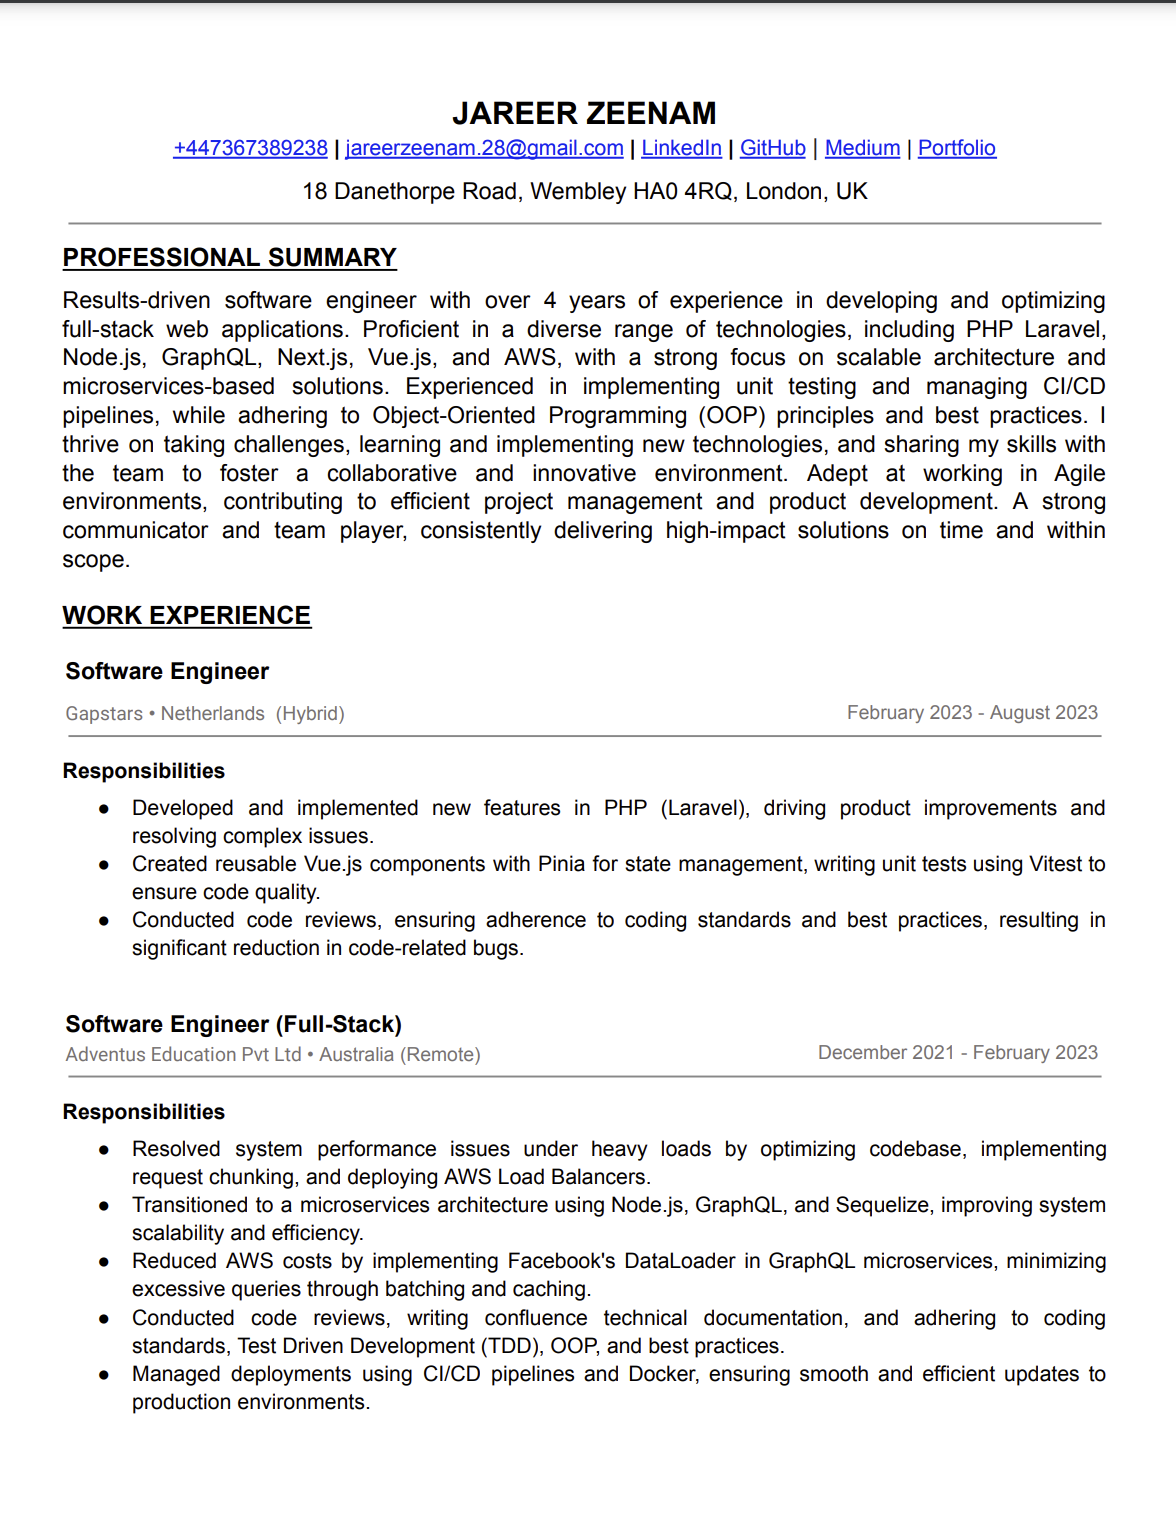 JAREER ZEENAM
+447367389238 | jareerzeenam.28@gmail.com | LinkedIn | GitHub | Medium | Portfolio
18 Danethorpe Road, Wembley HA0 4RQ, London, UK
PROFESSIONAL SUMMARY
Results-driven software engineer with over 4 years of experience in developing and optimizing
full-stack web applications. Proficient in a diverse range of technologies, including PHP Laravel,
Node.js, GraphQL, Next.js, Vue.js, and AWS, with a strong focus on scalable architecture and
microservices-based solutions. Experienced in implementing unit testing and managing CI/CD
pipelines, while adhering to Object-Oriented Programming (OOP) principles and best practices. I
thrive on taking challenges, learning and implementing new technologies, and sharing my skills with
the team to foster a collaborative and innovative environment. Adept at working in Agile
environments, contributing to efficient project management and product development. A strong
communicator and team player, consistently delivering high-impact solutions on time and within
scope.
WORK EXPERIENCE
Software Engineer
Gapstars • Netherlands (Hybrid) February 2023 - August 2023
Responsibilities
● Developed and implemented new features in PHP (Laravel), driving product improvements and
resolving complex issues.
● Created reusable Vue.js components with Pinia for state management, writing unit tests using Vitest to
ensure code quality.
● Conducted code reviews, ensuring adherence to coding standards and best practices, resulting in
significant reduction in code-related bugs.
Software Engineer (Full-Stack)
Adventus Education Pvt Ltd • Australia (Remote) December 2021 - February 2023
Responsibilities
● Resolved system performance issues under heavy loads by optimizing codebase, implementing
request chunking, and deploying AWS Load Balancers.
● Transitioned to a microservices architecture using Node.js, GraphQL, and Sequelize, improving system
scalability and efficiency.
● Reduced AWS costs by implementing Facebook's DataLoader in GraphQL microservices, minimizing
excessive queries through batching and caching.
● Conducted code reviews, writing confluence technical documentation, and adhering to coding
standards, Test Driven Development (TDD), OOP, and best practices.
● Managed deployments using CI/CD pipelines and Docker, ensuring smooth and efficient updates to
production environments.